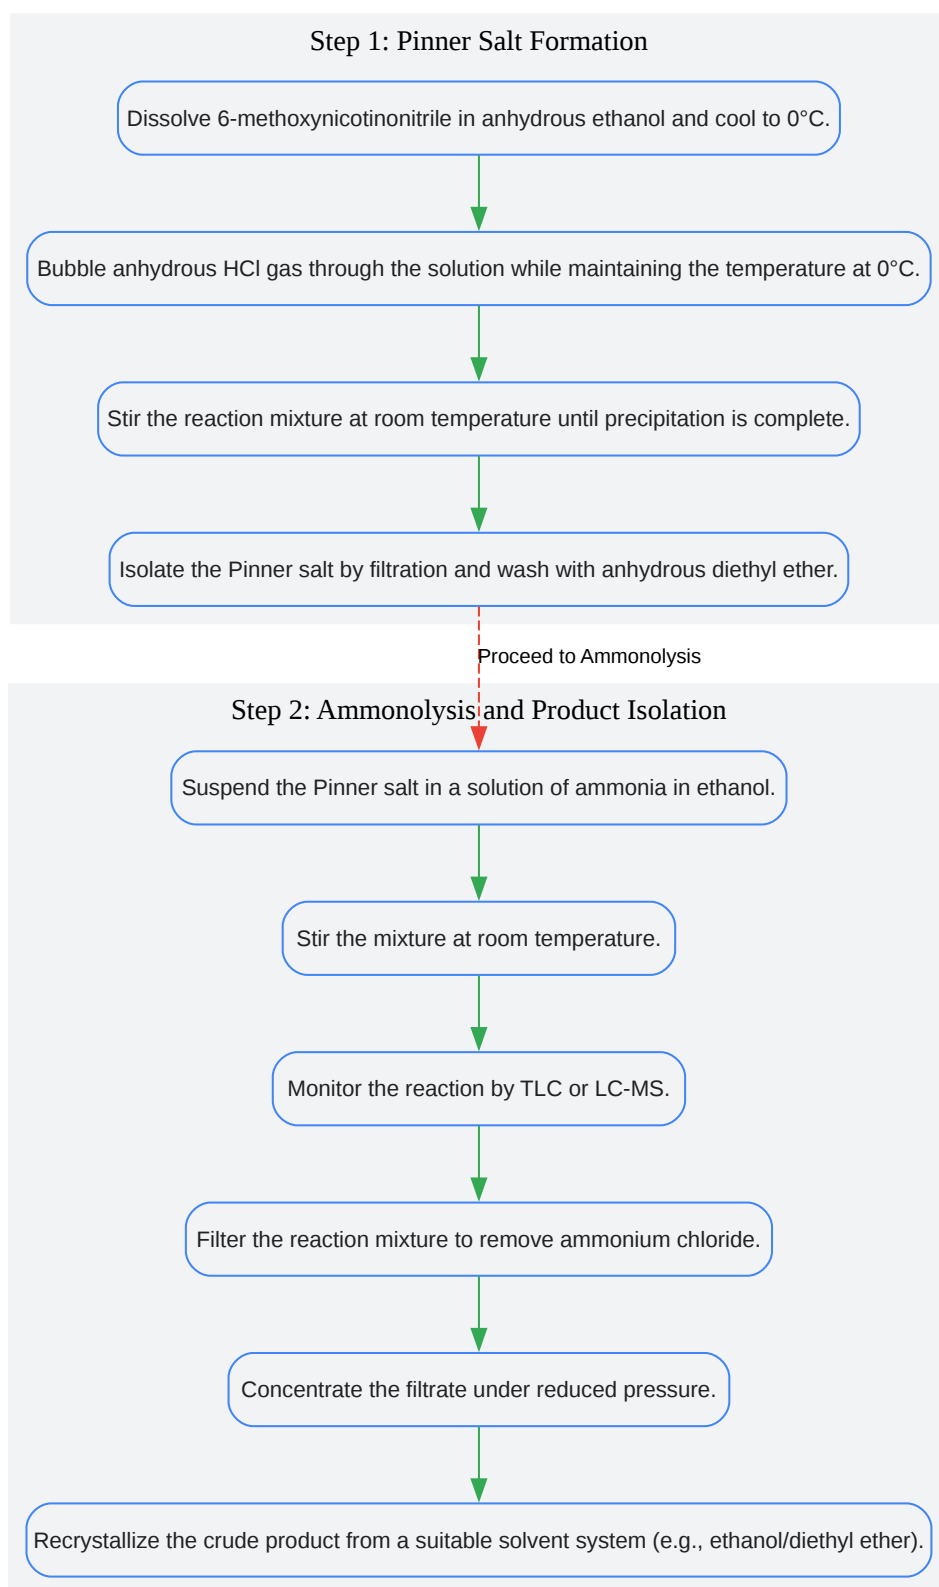 Step 1: Pinner Salt Formation
Dissolve 6-methoxynicotinonitrile in anhydrous ethanol and cool to 0°C.
Bubble anhydrous HCl gas through the solution while maintaining the temperature at 0°C.
Stir the reaction mixture at room temperature until precipitation is complete.
Isolate the Pinner salt by filtration and wash with anhydrous diethyl ether.
Proceed to Ammonolysis
Step 2: Ammonolysis and Product Isolation
Suspend the Pinner salt in a solution of ammonia in ethanol.
Stir the mixture at room temperature.
Monitor the reaction by TLC or LC-MS.
Filter the reaction mixture to remove ammonium chloride.
Concentrate the filtrate under reduced pressure.
Recrystallize the crude product from a suitable solvent system (e.g., ethanol/diethyl ether).